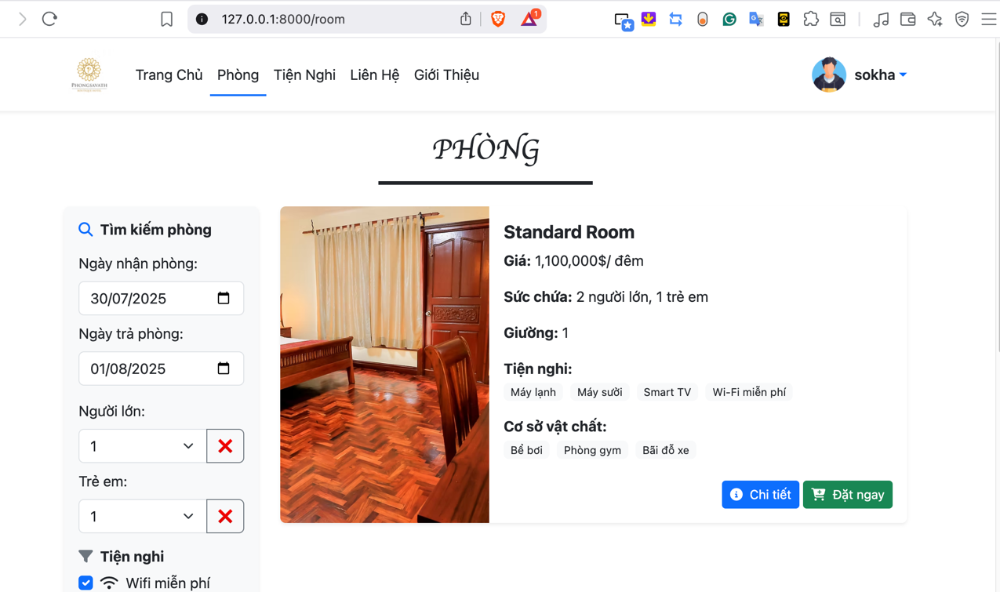 127.0.0.1:8000/room
1
PHONGSAVATH
Trang Chủ Phòng Tiện Nghi Liên Hệ Giới Thiệu
sokha
PHÒNG
Tìm kiếm phòng
Ngày nhận phòng:
30/07/2025
Ngày trả phòng:
01/08/2025
Người lớn:
1
Trẻ em:
1
Tiện nghi
Wifi miễn phí
Standard Room
Giá: 1,100,000$/ đêm
Sức chứa: 2 người lớn, 1 trẻ em
Giường: 1
Tiện nghi:
Máy lạnh Máy sưởi Smart TV Wi-Fi miễn phí
Cơ sở vật chất:
Bể bơi Phòng gym Bãi đỗ xe
Chi tiết Đặt ngay